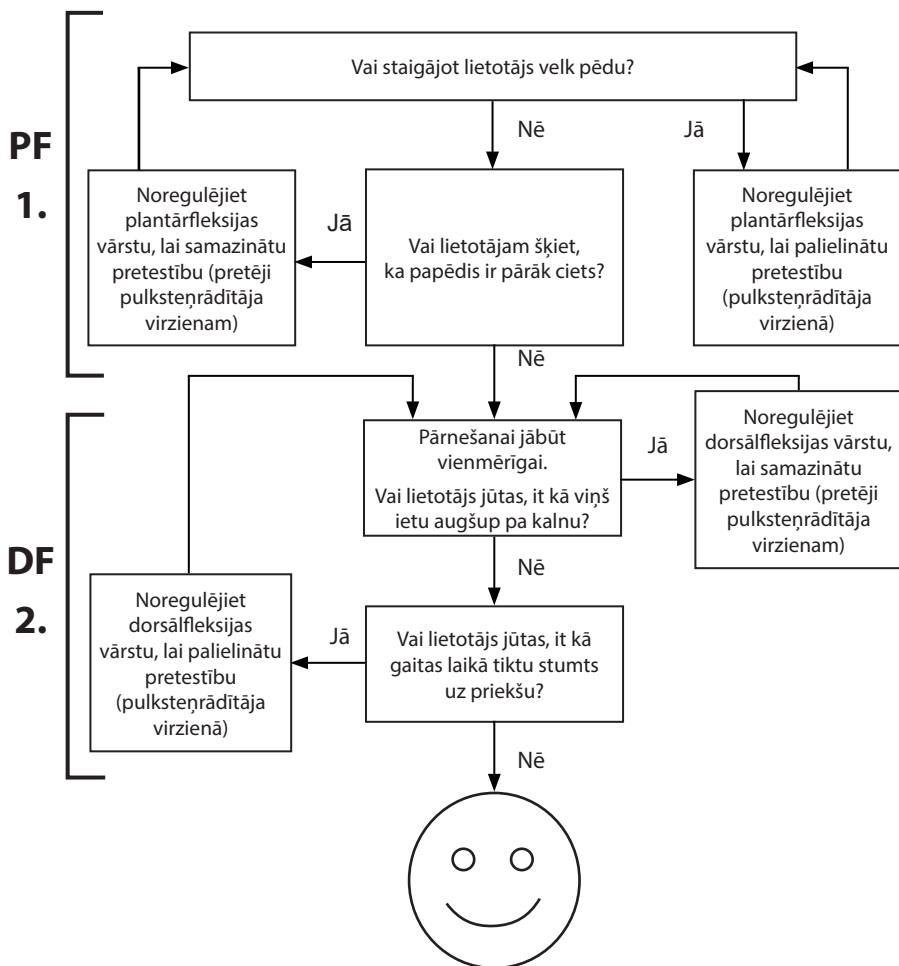 Vai staigājot lietotājs velk pēdu?
Nē
Jā
PF
1.
Noregulējiet
plantārfleksijas
vārstu, lai samazinātu
pretestību (pretēji
pulksteņrādītāja
virzienam)
Jā
Vai lietotājam šķiet,
ka papēdis ir pārāk ciets?
Noregulējiet
plantārfleksijas
vārstu, lai palielinātu
pretestību
(pulksteņrādītāja
virzienā)
Nē
Pārnešanai jābūt
vienmērīgai.
Vai lietotājs jūtas, it kā viņš
ietu augšup pa kalnu?
Jā
Noregulējiet
dorsālfleksijas vārstu,
lai samazinātu
pretestību (pretēji
pulksteņrādītāja
virzienam)
DF
2.
Nē
Noregulējiet
dorsālfleksijas
vārstu, lai palielinātu
pretestību
(pulksteņrādītāja
virzienā)
Jā
Vai lietotājs jūtas, it kā
gaitas laikā tiktu stumts
uz priekšu?
Nē